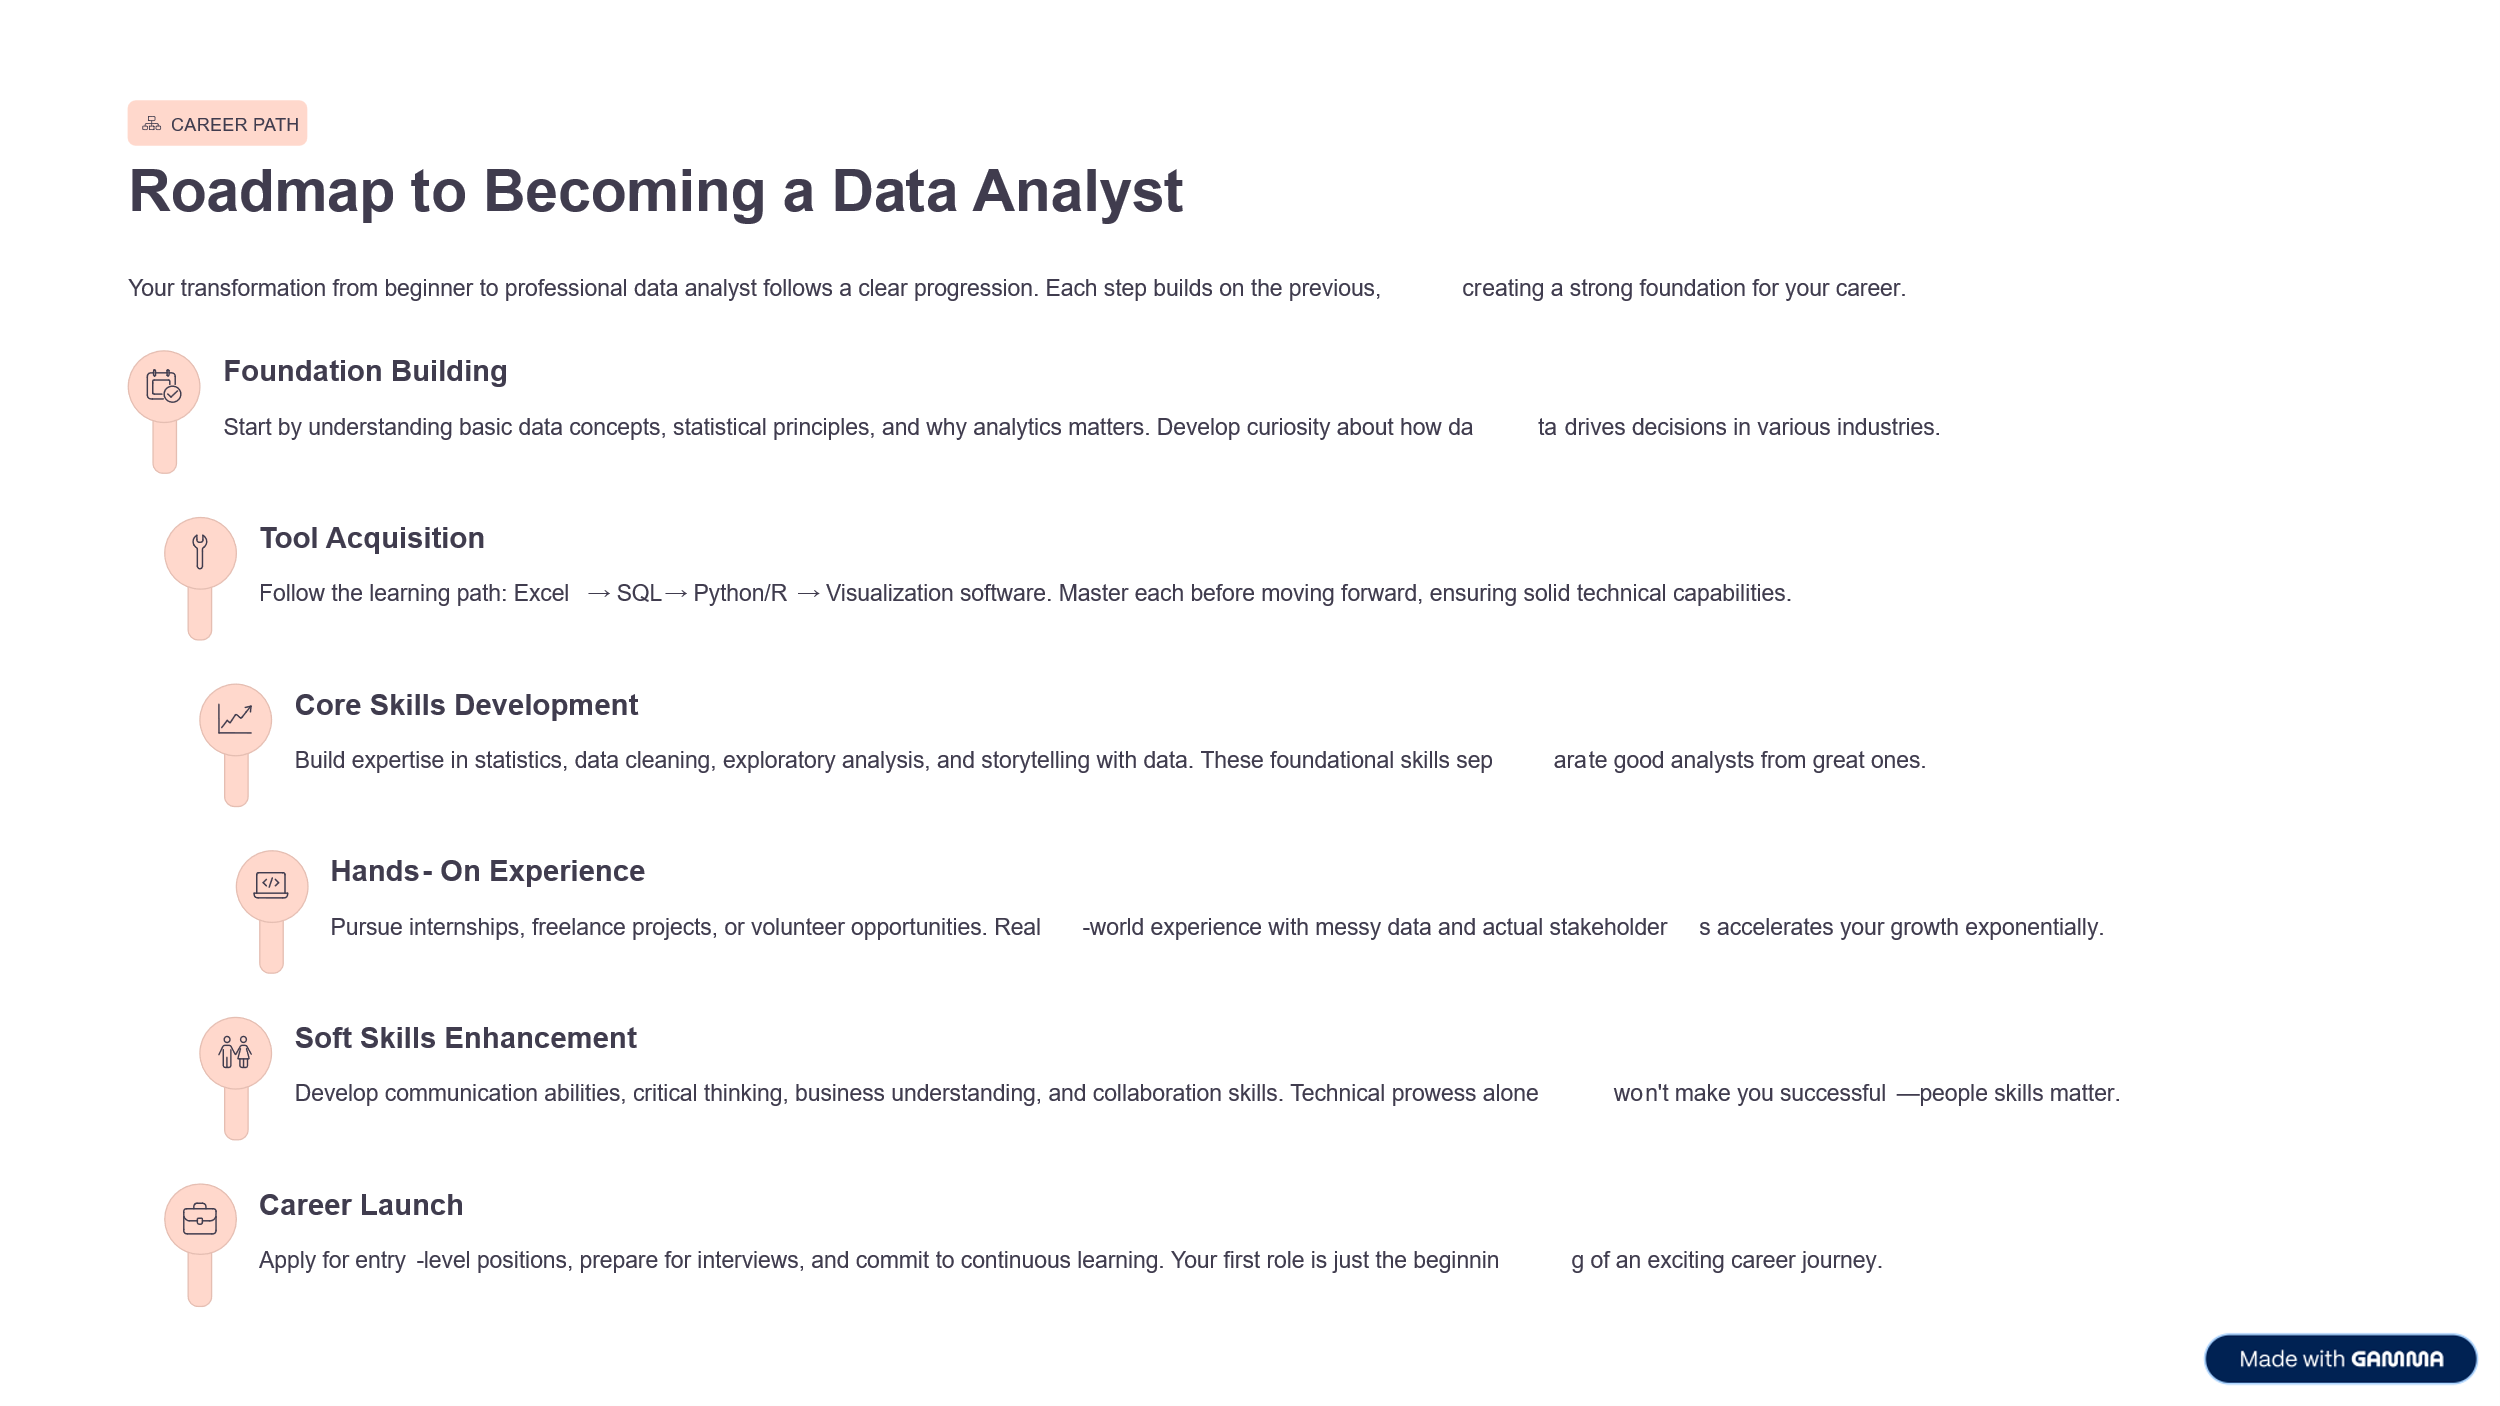 CAREER PATH
Roadmap to Becoming a Data Analyst
Your transformation from beginner to professional data analyst follows a clear progression. Each step builds on the previous, creating a strong foundation for your career.
Foundation Building
Start by understanding basic data concepts, statistical principles, and why analytics matters. Develop curiosity about how data drives decisions in various industries.
Tool Acquisition
Follow the learning path: Excel → SQL → Python/R → Visualization software. Master each before moving forward, ensuring solid technical capabilities.
Core Skills Development
Build expertise in statistics, data cleaning, exploratory analysis, and storytelling with data. These foundational skills separate good analysts from great ones.
Hands-On Experience
Pursue internships, freelance projects, or volunteer opportunities. Real-world experience with messy data and actual stakeholders accelerates your growth exponentially.
Soft Skills Enhancement
Develop communication abilities, critical thinking, business understanding, and collaboration skills. Technical prowess alone won't make you successful—people skills matter.
Career Launch
Apply for entry-level positions, prepare for interviews, and commit to continuous learning. Your first role is just the beginning of an exciting career journey.
Made with GAMMA